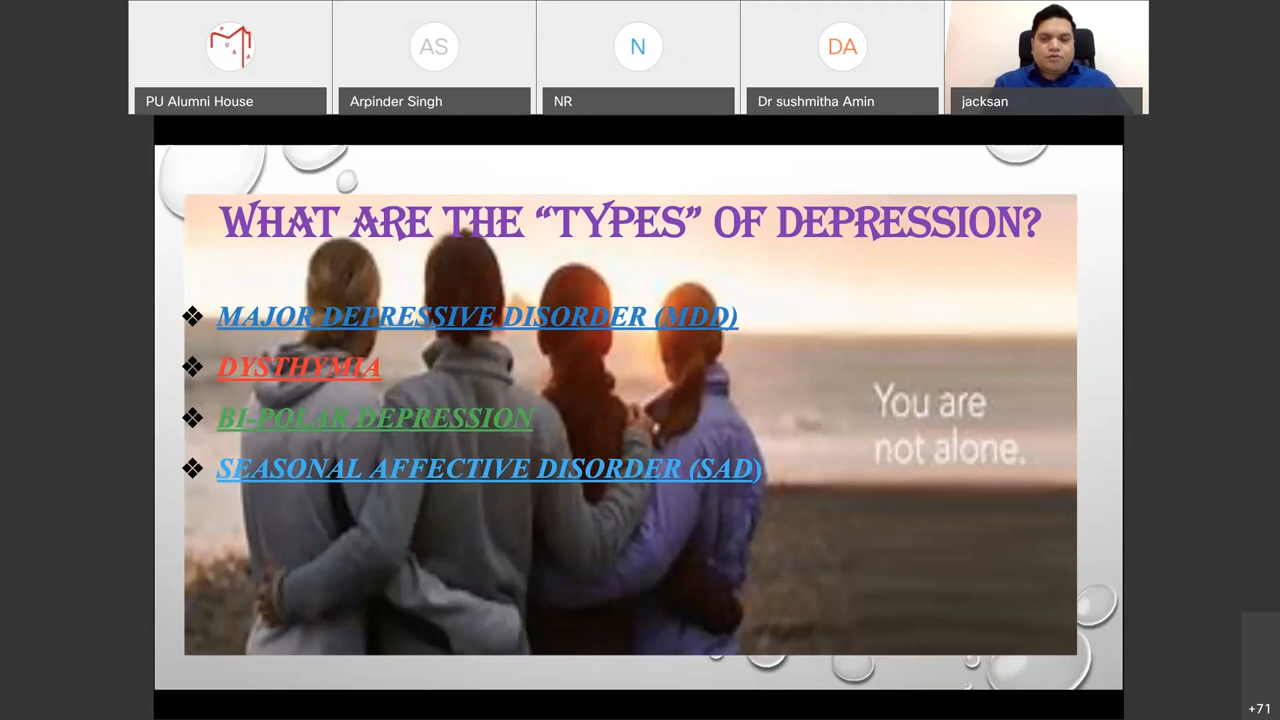 PUAA
AS
N
DA
PU Alumni House
Arpinder Singh
NR
Dr sushmitha Amin
jacksan
WHAT ARE THE “TYPES” OF DEPRESSION?
MAJOR DEPRESSIVE DISORDER (MDD)
DYSTHYMIA
BI-POLAR DEPRESSION
SEASONAL AFFECTIVE DISORDER (SAD)
You are
not alone.
+71